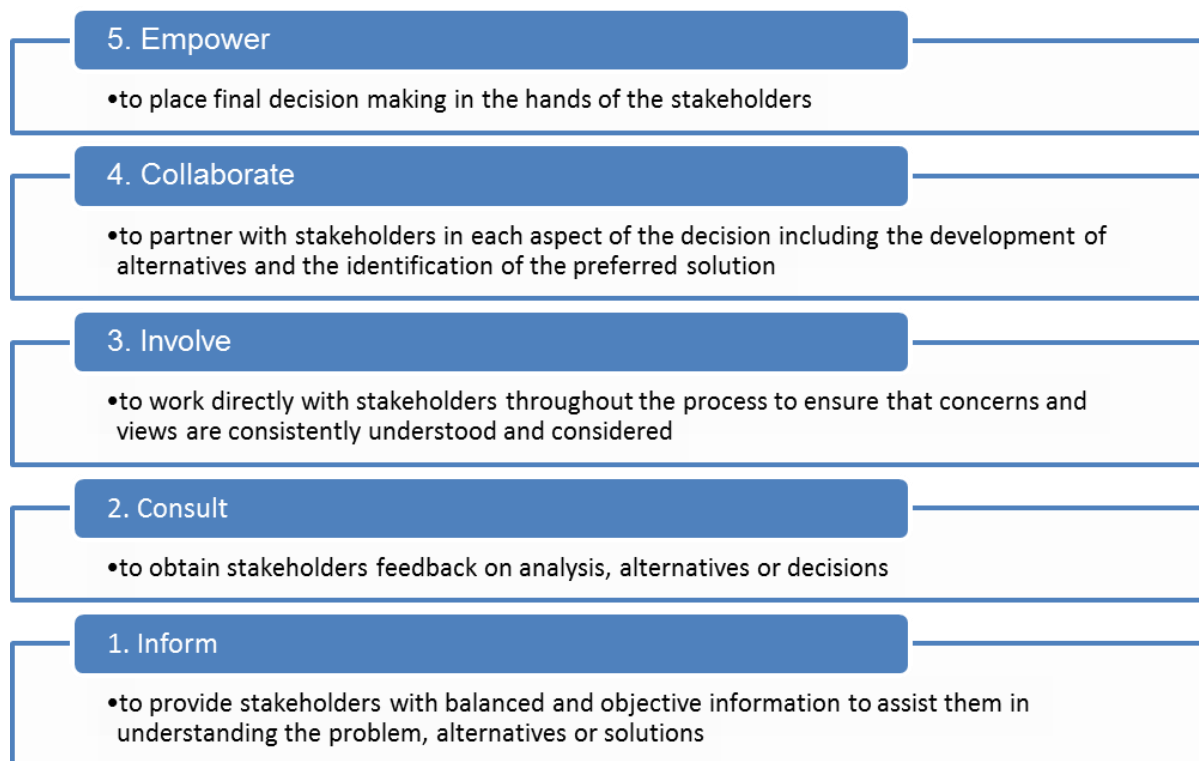 5. Empower
•to place final decision making in the hands of the stakeholders
4. Collaborate
•to partner with stakeholders in each aspect of the decision including the development of
alternatives and the identification of the preferred solution
3. Involve
•to work directly with stakeholders throughout the process to ensure that concerns and
views are consistently understood and considered
2. Consult
•to obtain stakeholders feedback on analysis, alternatives or decisions
1. Inform
•to provide stakeholders with balanced and objective information to assist them in
understanding the problem, alternatives or solutions